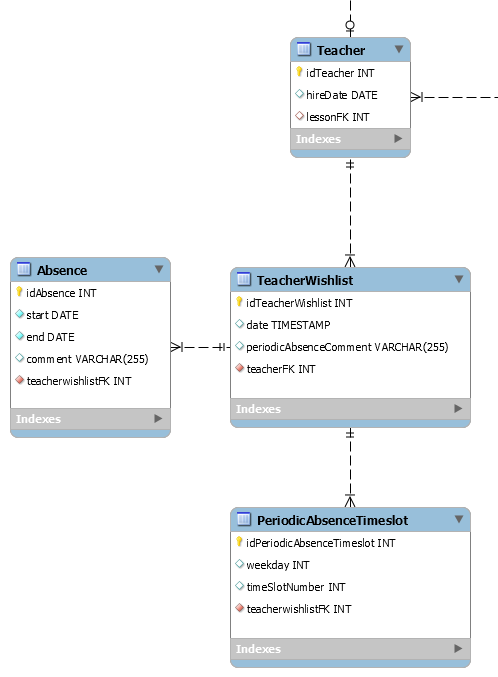 Teacher
idTeacher INT
hireDate DATE
lessonFK INT
Indexes
Absence
idAbsence INT
start DATE
end DATE
comment VARCHAR(255)
teacherwishlistFK INT
Indexes
TeacherWishlist
idTeacherWishlist INT
date TIMESTAMP
periodicAbsenceComment VARCHAR(255)
teacherFK INT
Indexes
PeriodicAbsenceTimeslot
idPeriodicAbsenceTimeslot INT
weekday INT
timeSlotNumber INT
teacherwishlistFK INT
Indexes